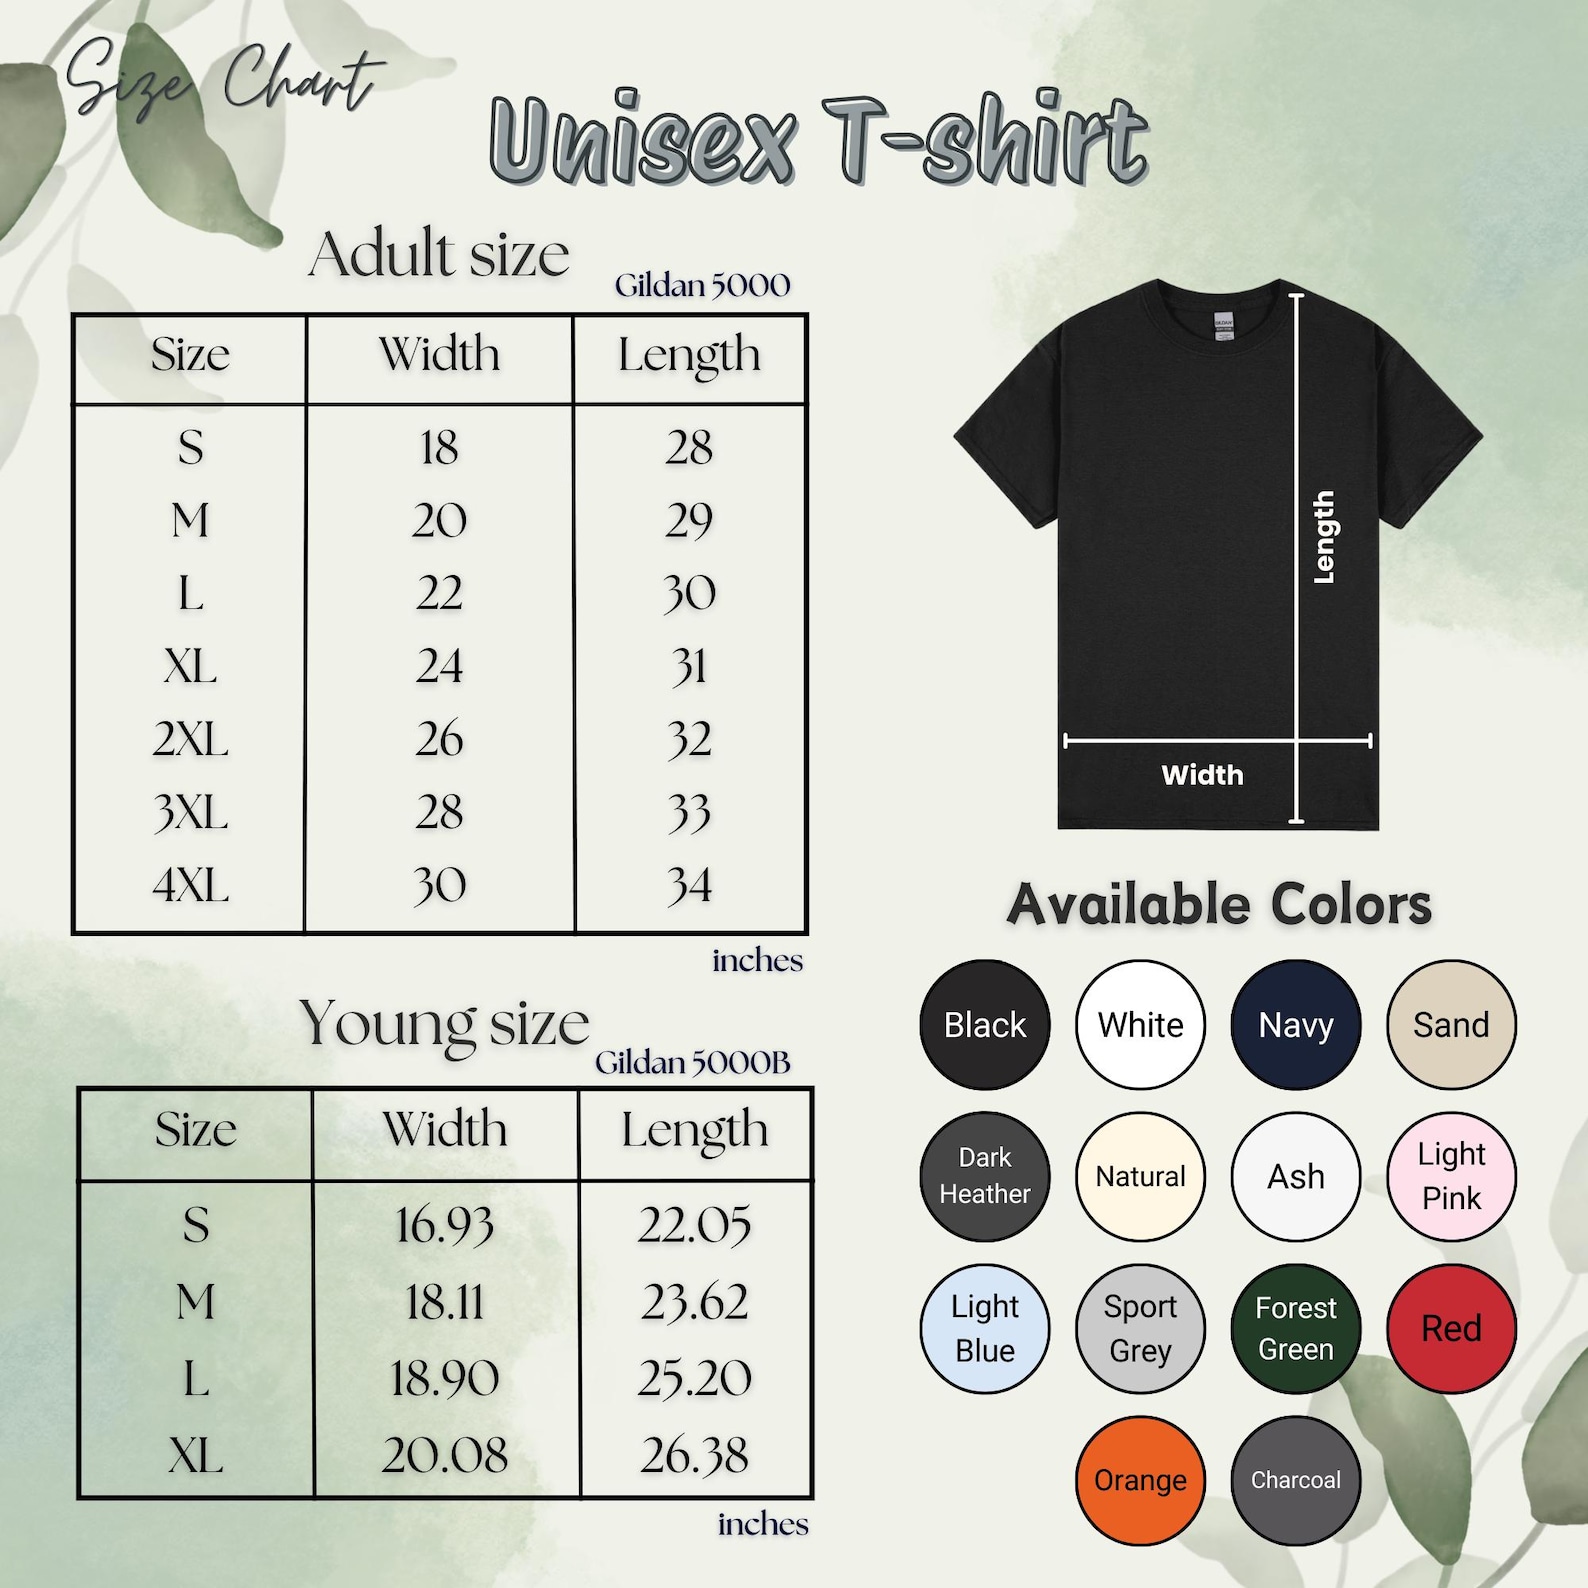 Size Chart
Unisex T-shirt
Adult size
Gildan 5000
Size Width Length
S 18 28
M 20 29
L 22 30
XL 24 31
2XL 26 32
3XL 28 33
4XL 30 34
inches
Young size
Gildan 5000B
Size Width Length
S 16.93 22.05
M 18.11 23.62
L 18.90 25.20
XL 20.08 26.38
inches
GILDAN
Length
Width
Available Colors
Black White Navy Sand
Dark
Heather
Natural
Ash
Light
Pink
Light
Blue
Sport
Grey
Forest
Green
Red
Orange
Charcoal